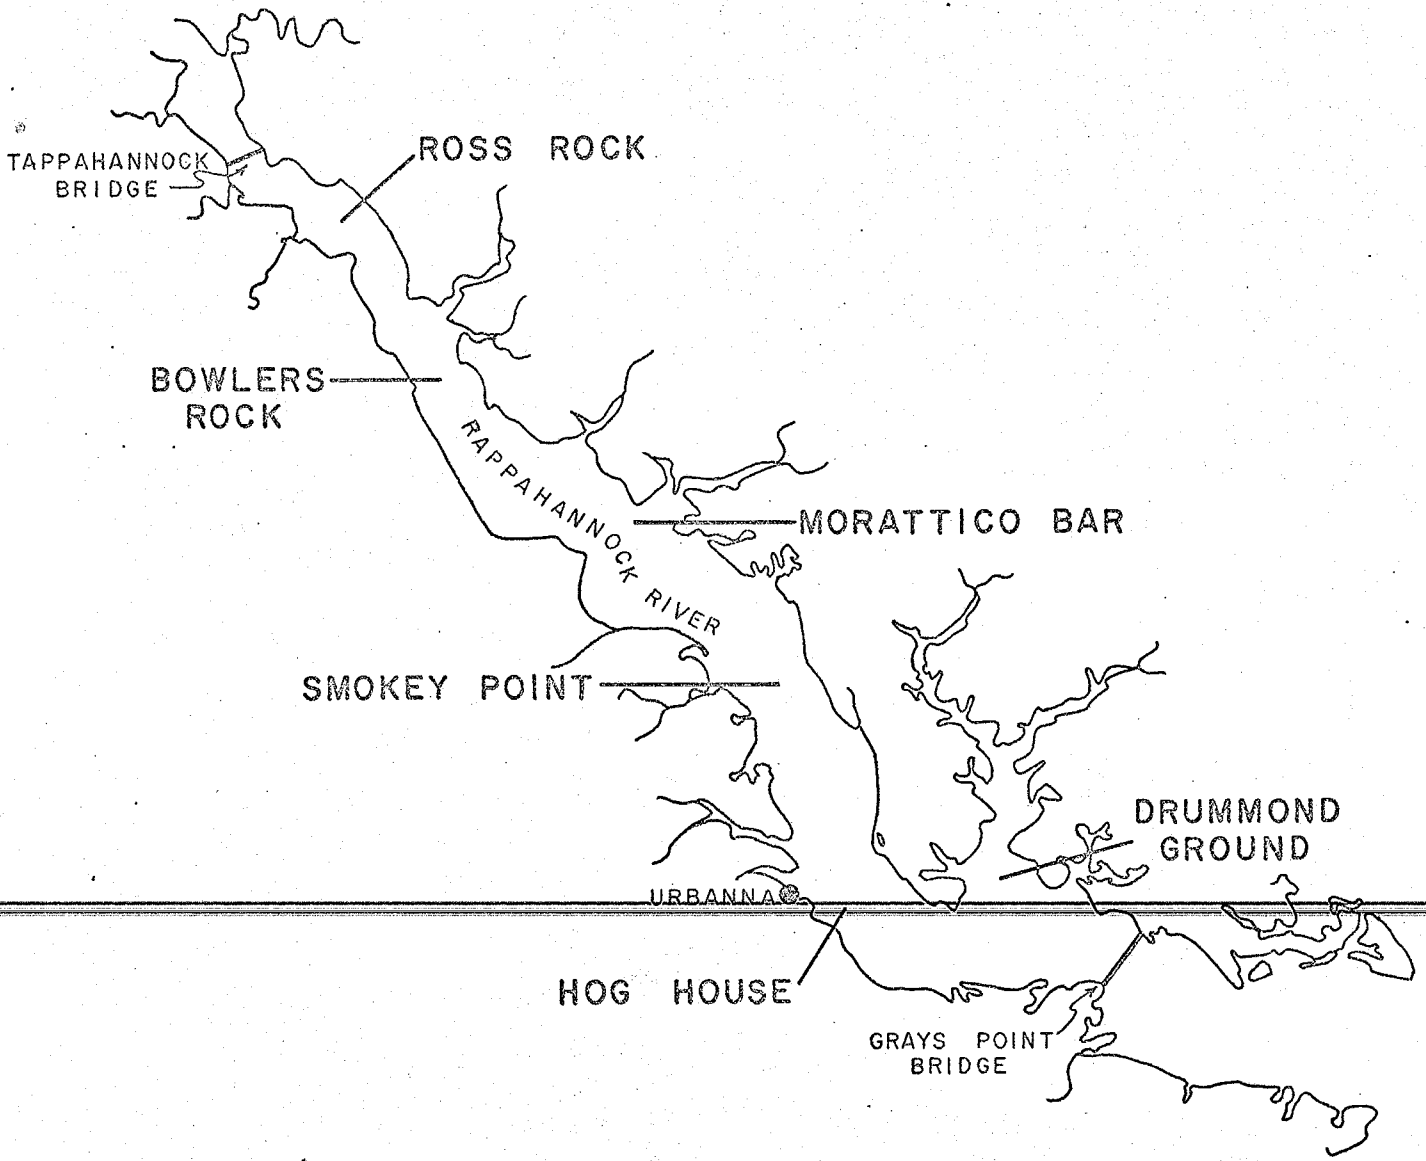 ROSS ROCK
TAPPAHANNOCK
BRIDGE
BOWLERS
ROCK
RAPPAHANNOCK RIVER
MORATTICO BAR
SMOKEY POINT
DRUMMOND
GROUND
URBANNA
HOG HOUSE
GRAYS POINT
BRIDGE